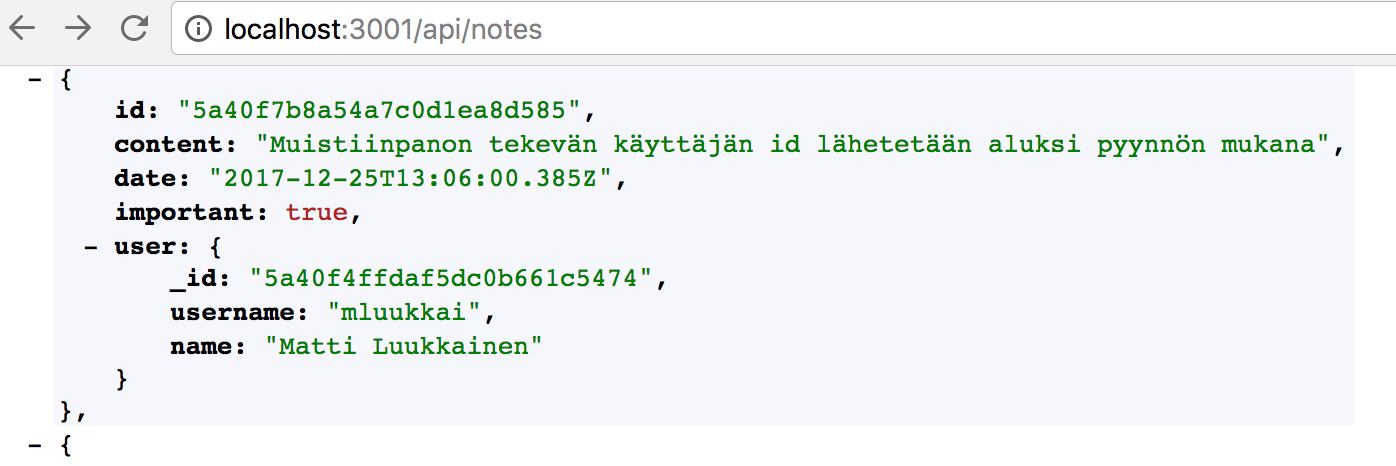 localhost:3001/api/notes
- {
id: "5a40f7b8a54a7c0d1ea8d585",
content: "Muistiinpanon tekevän käyttäjän id lähetetään aluksi pyynnön mukana",
date: "2017-12-25T13:06:00.385Z",
important: true,
- user: {
_id: "5a40f4ffdaf5dc0b661c5474",
username: "mluukkai",
name: "Matti Luukkainen"
}
},
- {